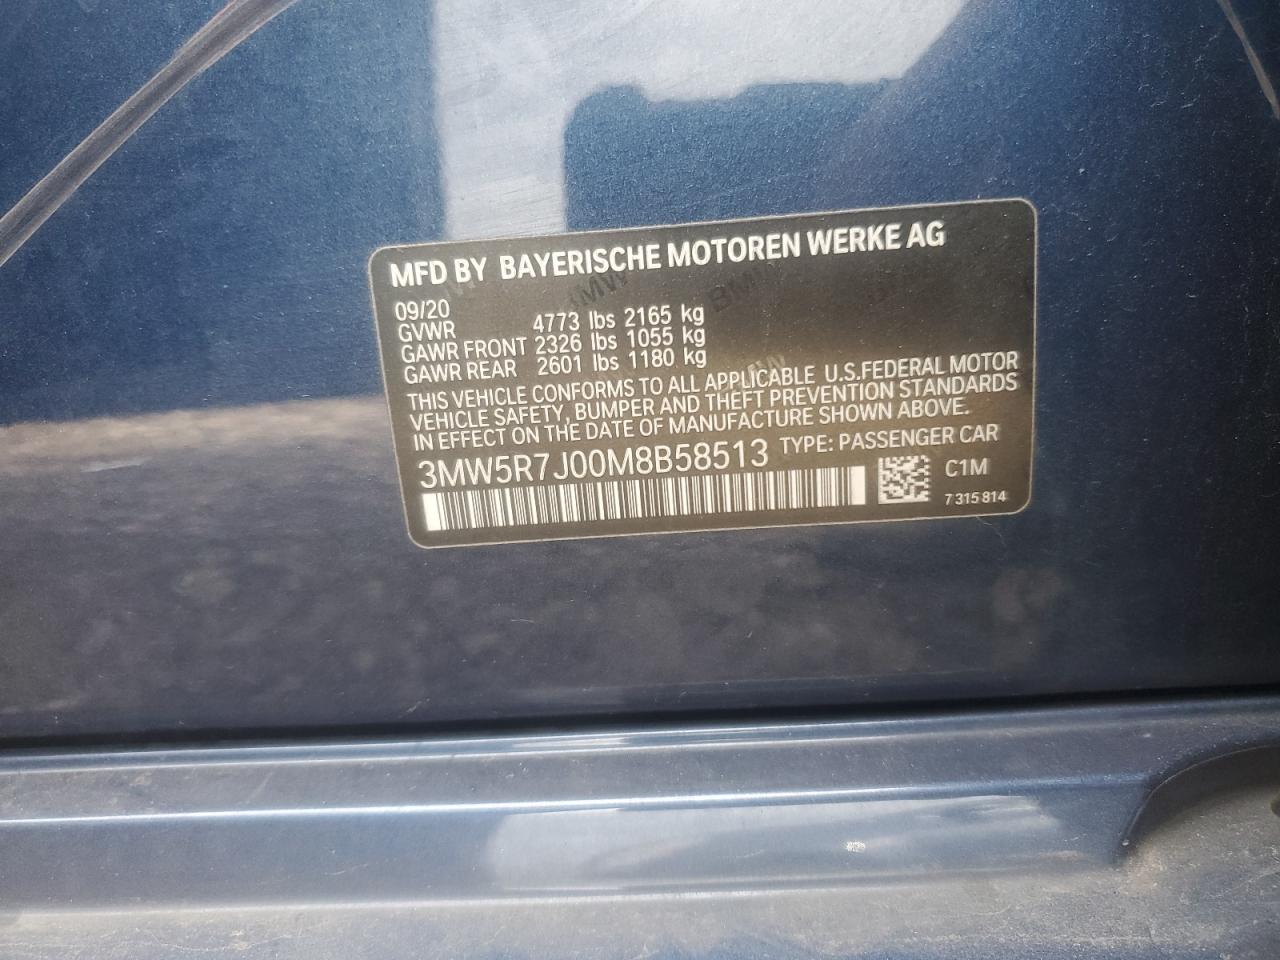 MFD BY BAYERISCHE MOTOREN WERKE AG
09/20
GVWR 4773 lbs 2165 kg
GAWR FRONT 2326 lbs 1055 kg
GAWR REAR 2601 lbs 1180 kg
THIS VEHICLE CONFORMS TO ALL APPLICABLE U.S.FEDERAL MOTOR
VEHICLE SAFETY, BUMPER AND THEFT PREVENTION STANDARDS
IN EFFECT ON THE DATE OF MANUFACTURE SHOWN ABOVE.
3MW5R7J00M8B58513 TYPE: PASSENGER CAR
C1M
7 315 814